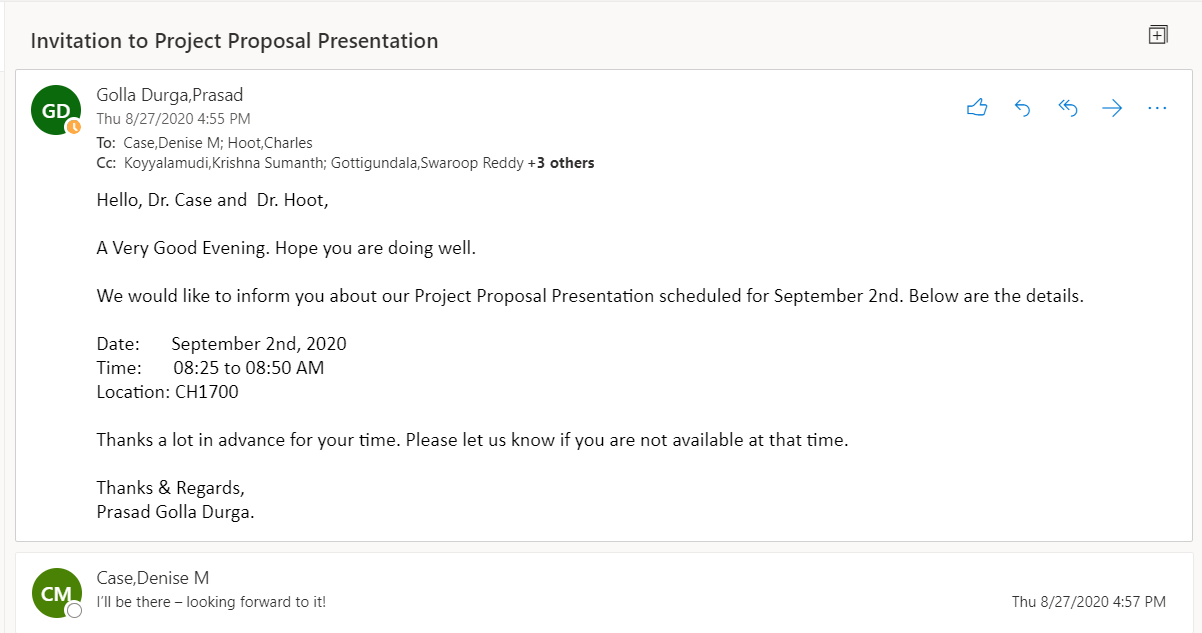 Invitation to Project Proposal Presentation
GD
Golla Durga,Prasad
Thu 8/27/2020 4:55 PM
To: Case,Denise M; Hoot,Charles
Cc: Koyyalamudi,Krishna Sumanth; Gottigundala,Swaroop Reddy +3 others
Hello, Dr. Case and  Dr. Hoot,
A Very Good Evening. Hope you are doing well.
We would like to inform you about our Project Proposal Presentation scheduled for September 2nd. Below are the details.
Date: September 2nd, 2020
Time: 08:25 to 08:50 AM
Location: CH1700
Thanks a lot in advance for your time. Please let us know if you are not available at that time.
Thanks & Regards,
Prasad Golla Durga.
CM
Case,Denise M
I'll be there – looking forward to it!
Thu 8/27/2020 4:57 PM